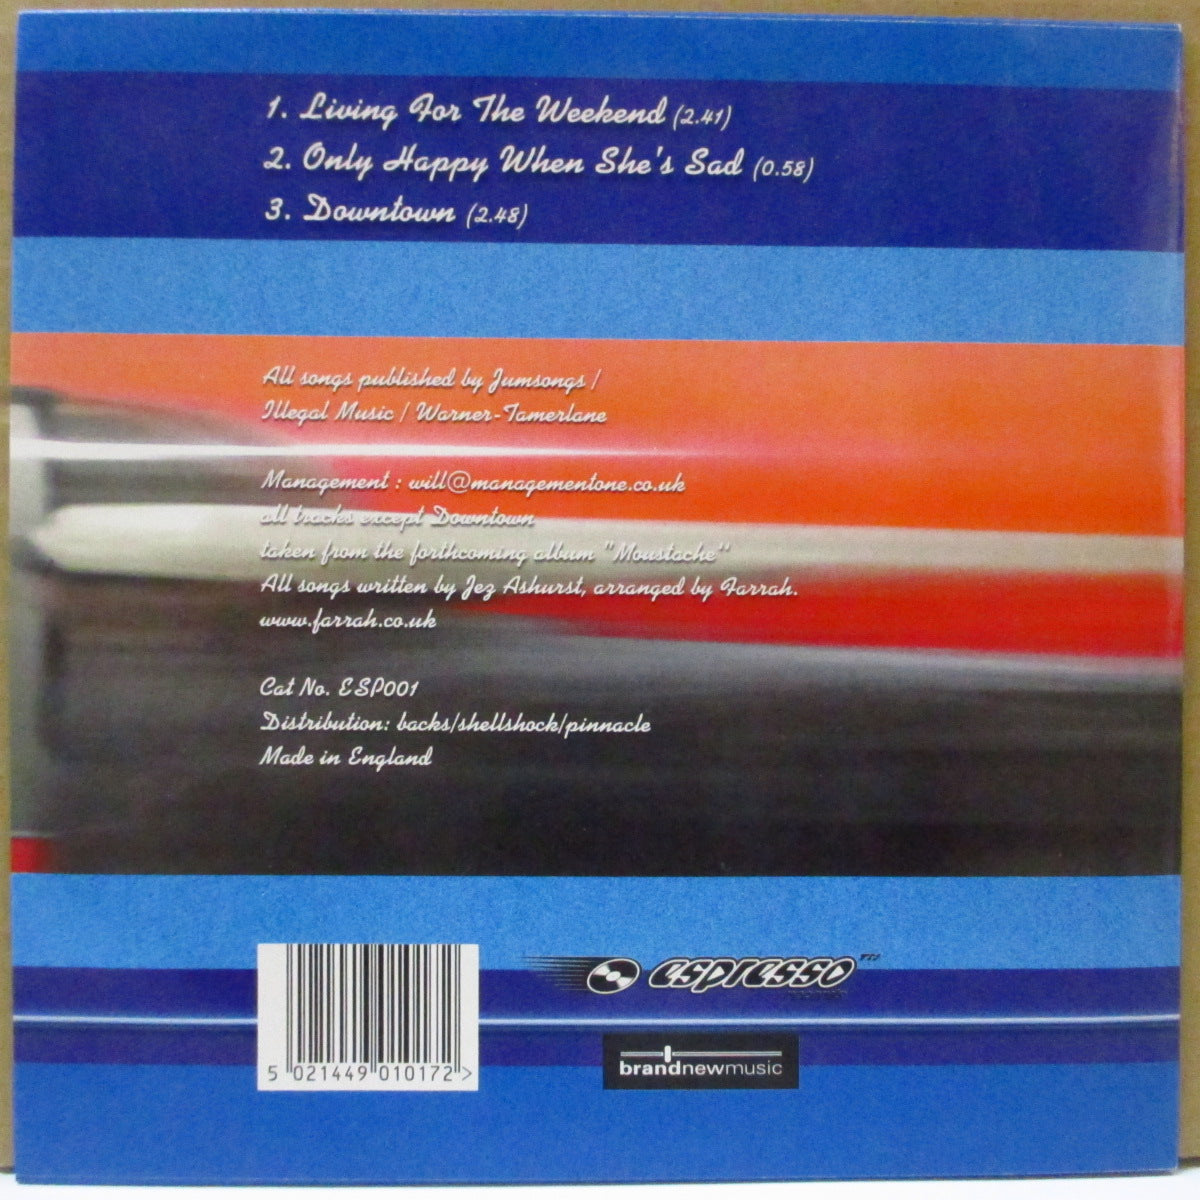 1. Living For The Weekend (2.41)
2. Only Happy When She's Sad (0.58)
3. Downtown (2.48)
All songs published by Jumsongs /
Illegal Music / Warner-Tamerlane
Management : will@managementone.co.uk
all tracks except Downtown
taken from the forthcoming album "Moustache"
All songs written by Jez Ashurst, arranged by Farrah.
www.farrah.co.uk
Cat No. ESP001
Distribution: backs/shellshock/pinnacle
Made in England
espresso
brandnewmusic
5 021449 010172 >